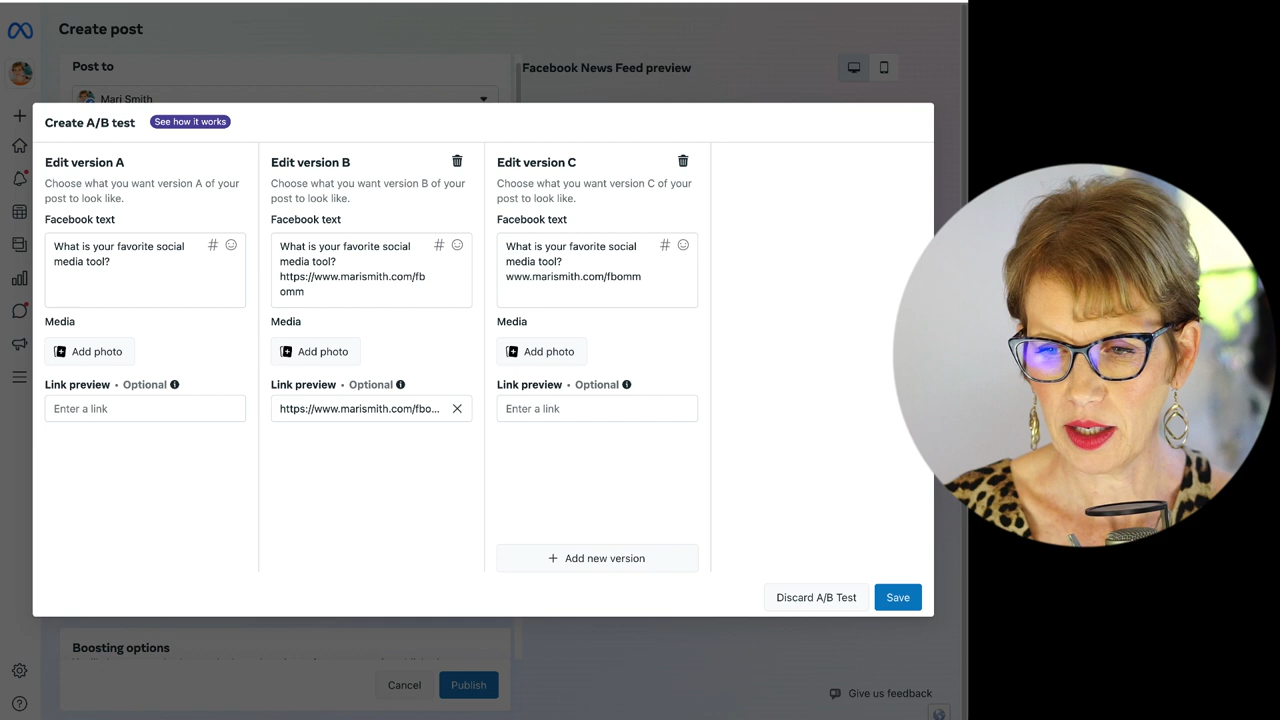 Create post
Post to
Facebook News Feed preview
Mari Smith
Create A/B test
See how it works
Edit version A
Choose what you want version A of your
post to look like.
Facebook text
What is your favorite social
media tool?
Media
Add photo
Link preview • Optional
Enter a link
Edit version B
Choose what you want version B of your
post to look like.
Facebook text
What is your favorite social
media tool?
https://www.marismith.com/fb
omm
Media
Add photo
Link preview • Optional
https://www.marismith.com/fbo...
Edit version C
Choose what you want version C of your
post to look like.
Facebook text
What is your favorite social
media tool?
www.marismith.com/fbomm
Media
Add photo
Link preview • Optional
Enter a link
+ Add new version
Discard A/B Test
Save
Boosting options
Cancel
Publish
Give us feedback